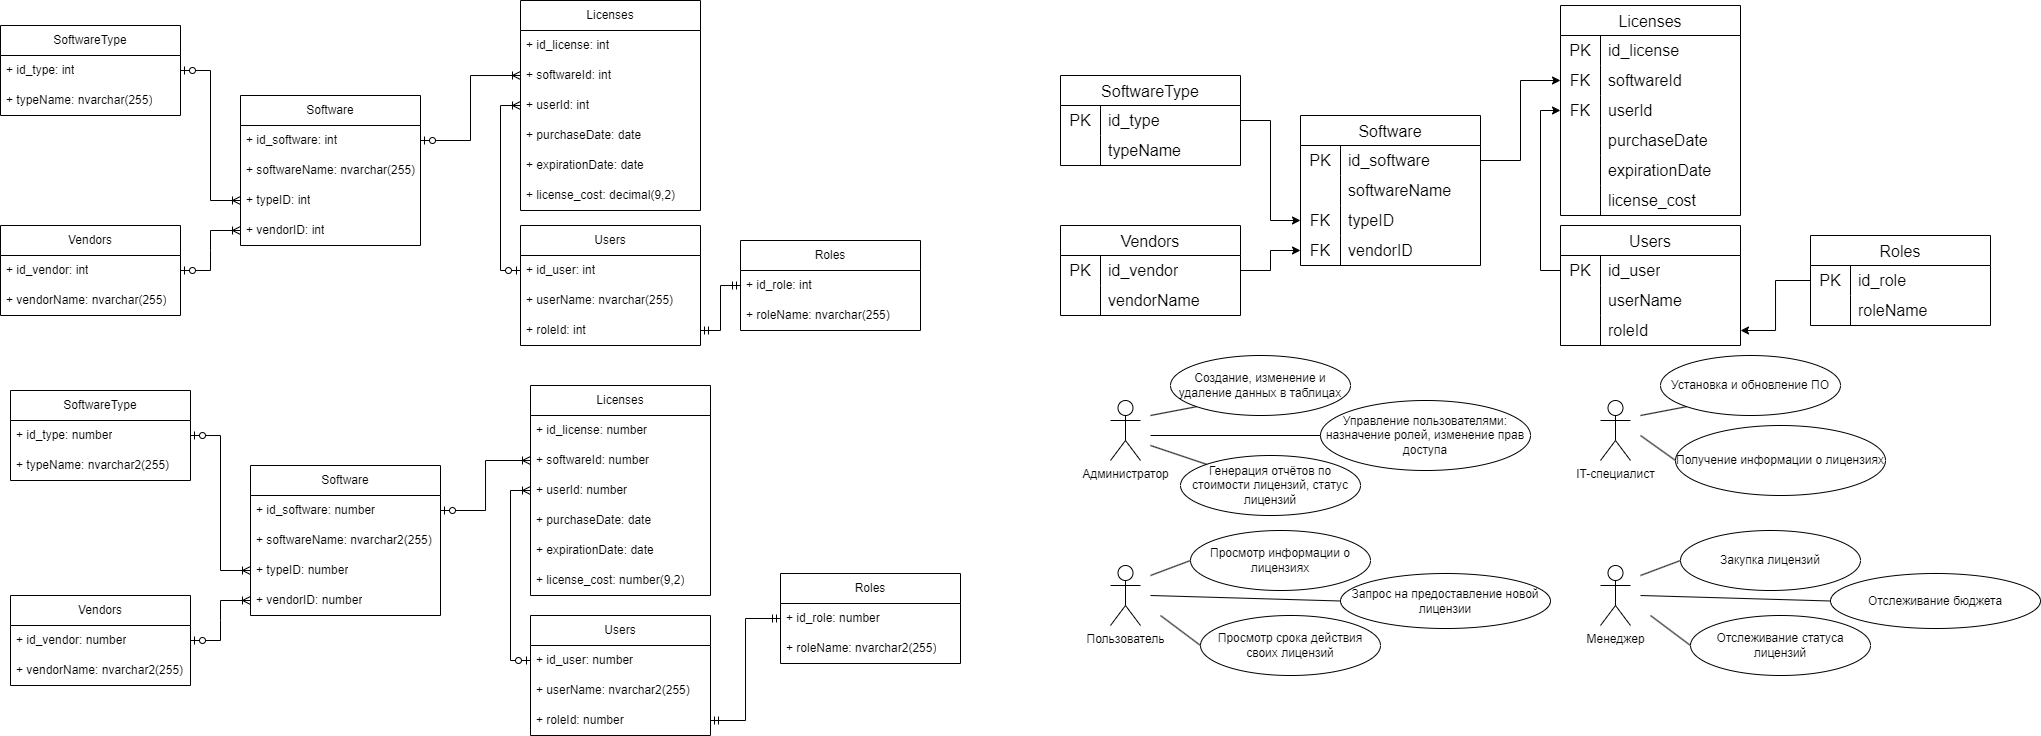 SoftwareType
+ id_type: int
+ typeName: nvarchar(255)
Vendors
+ id_vendor: int
+ vendorName: nvarchar(255)
Software
+ id_software: int
+ softwareName: nvarchar(255)
+ typeID: int
+ vendorID: int
Licenses
+ id_license: int
+ softwareId: int
+ userId: int
+ purchaseDate: date
+ expirationDate: date
+ license_cost: decimal(9,2)
Users
+ id_user: int
+ userName: nvarchar(255)
+ roleId: int
Roles
+ id_role: int
+ roleName: nvarchar(255)
SoftwareType
PK id_type
typeName
Vendors
PK id_vendor
vendorName
Software
PK id_software
softwareName
FK typeID
FK vendorID
Licenses
PK id_license
FK softwareId
FK userId
purchaseDate
expirationDate
license_cost
Users
PK id_user
userName
roleId
Roles
PK id_role
roleName
SoftwareType
+ id_type: number
+ typeName: nvarchar2(255)
Vendors
+ id_vendor: number
+ vendorName: nvarchar2(255)
Software
+ id_software: number
+ softwareName: nvarchar2(255)
+ typeID: number
+ vendorID: number
Licenses
+ id_license: number
+ softwareId: number
+ userId: number
+ purchaseDate: date
+ expirationDate: date
+ license_cost: number(9,2)
Users
+ id_user: number
+ userName: nvarchar2(255)
+ roleId: number
Roles
+ id_role: number
+ roleName: nvarchar2(255)
Администратор
Создание, изменение и
удаление данных в таблицах
Управление пользователями:
назначение ролей, изменение прав
доступа
Генерация отчётов по
стоимости лицензий, статус
лицензий
IT-специалист
Установка и обновление ПО
Получение информации о лицензиях
Пользователь
Просмотр информации о
лицензиях
Запрос на предоставление новой
лицензии
Просмотр срока действия
своих лицензий
Менеджер
Закупка лицензий
Отслеживание бюджета
Отслеживание статуса
лицензий